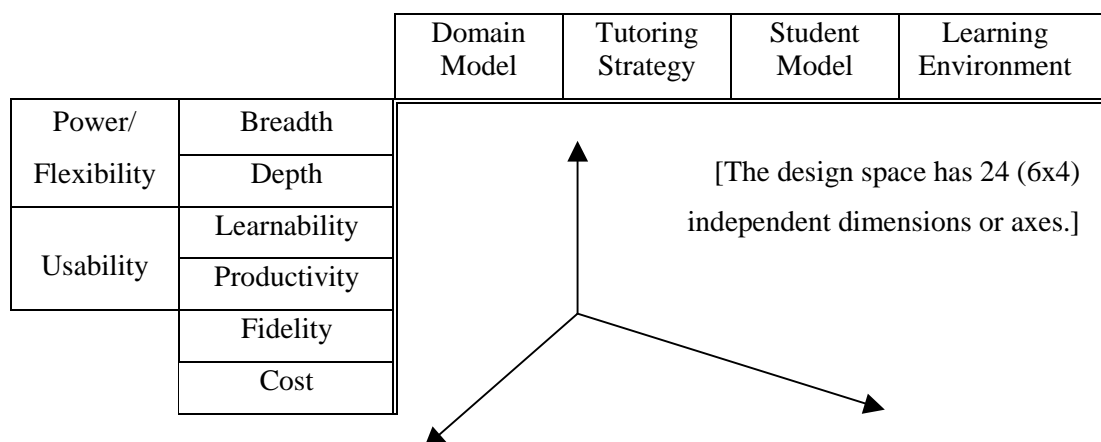 Domain
Model
Tutoring
Strategy
Student
Model
Learning
Environment
Power/
Flexibility
Breadth
Depth
[The design space has 24 (6x4)
independent dimensions or axes.]
Usability
Learnability
Productivity
Fidelity
Cost